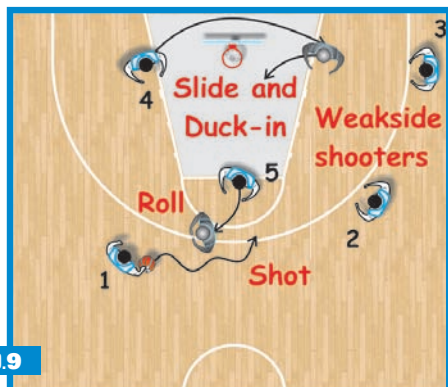 3
4
Slide and
Duck-in
Weakside
shooters
5
Roll
2
1
Shot
.9